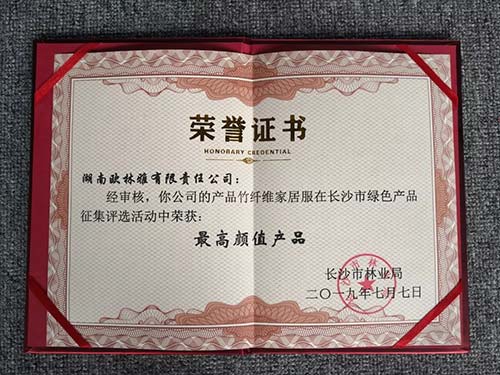 荣誉证书
HONORARY CREDENTIAL
湖南欧林雅有限责任公司：
经审核，你公司的产品竹纤维家居服在长沙市绿色产品
征集评选活动中荣获：
最高颜值产品
长沙市林业局
二〇一九年七月七日